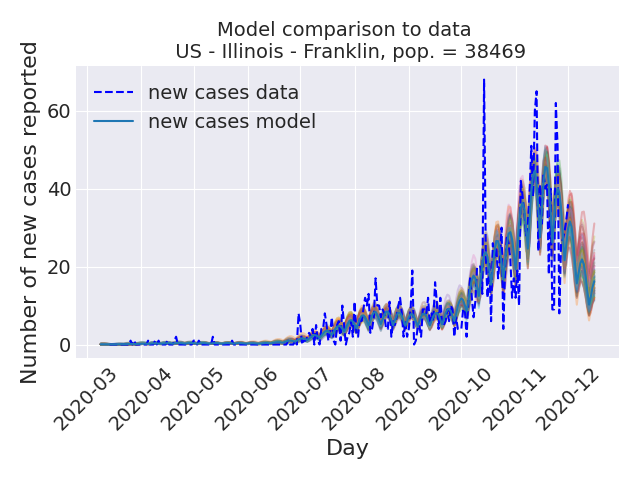 Model comparison to data
US - Illinois - Franklin, pop. = 38469
Number of new cases reported
60
40
20
0
new cases data
new cases model
2020-03
2020-04
2020-05
2020-06
2020-07
2020-08
2020-09
2020-10
2020-11
2020-12
Day